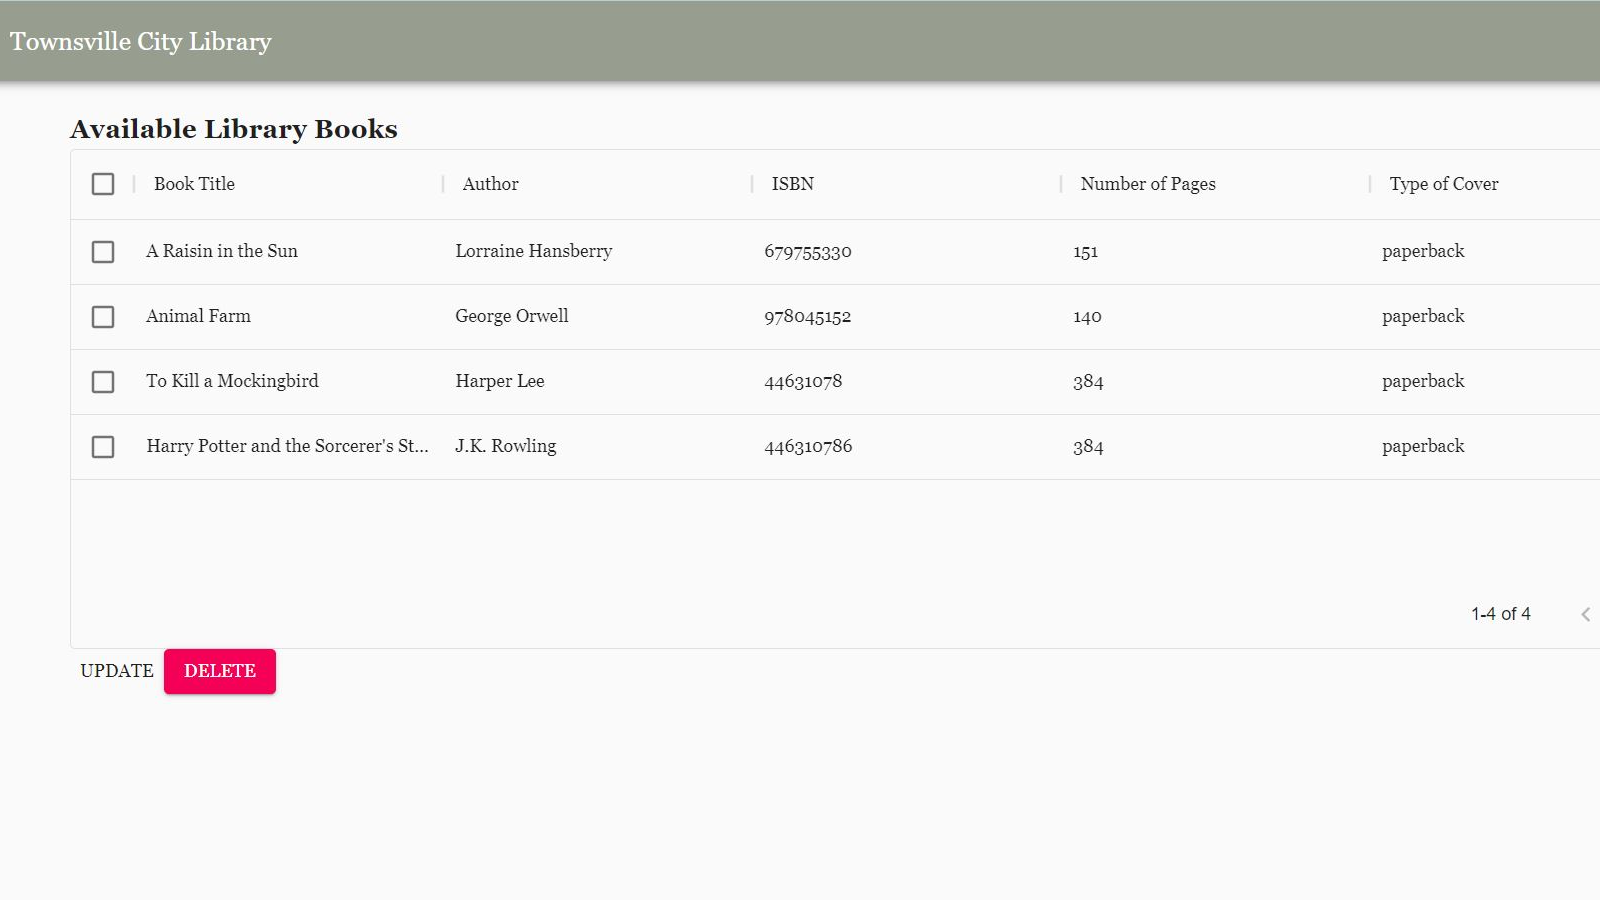 Townsville City Library
Available Library Books
Book Title Author ISBN Number of Pages Type of Cover
A Raisin in the Sun Lorraine Hansberry 679755330 151 paperback
Animal Farm George Orwell 978045152 140 paperback
To Kill a Mockingbird Harper Lee 44631078 384 paperback
Harry Potter and the Sorcerer's St... J.K. Rowling 446310786 384 paperback
1-4 of 4
UPDATE DELETE